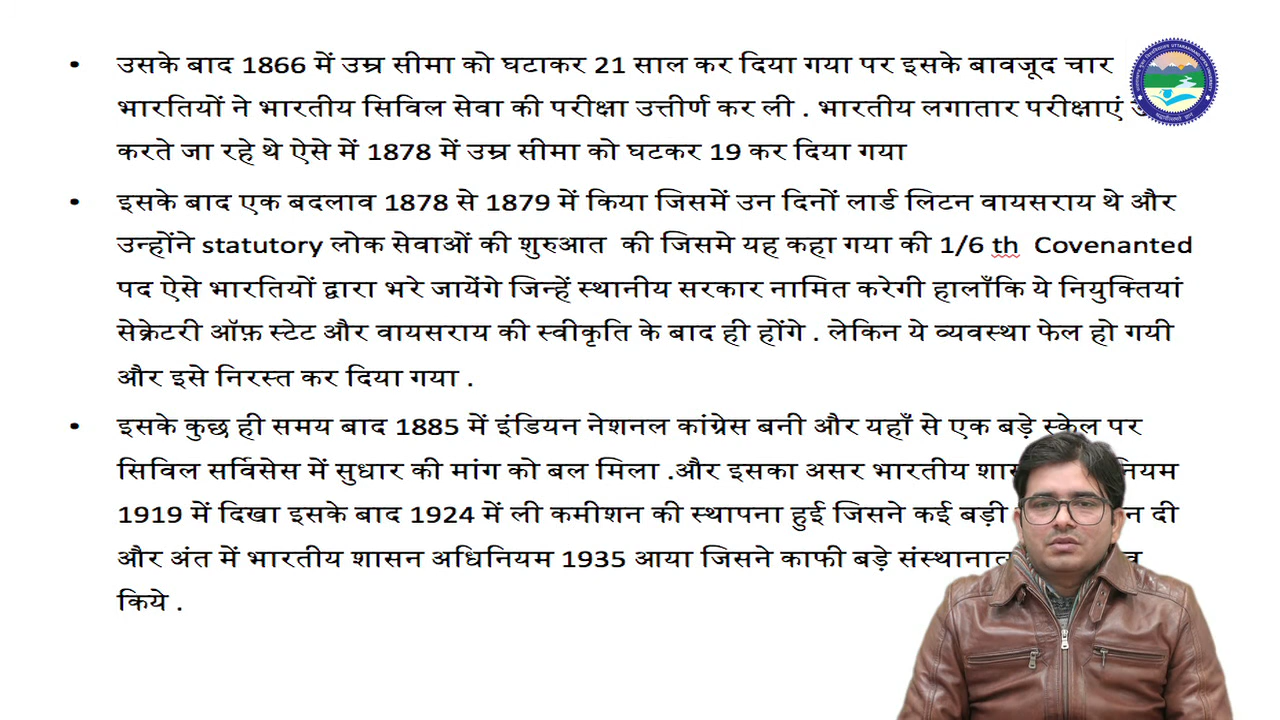 • उसके बाद 1866 में उम्र सीमा को घटाकर 21 साल कर दिया गया पर इसके बावजूद चार
भारतियों ने भारतीय सिविल सेवा की परीक्षा उत्तीर्ण कर ली . भारतीय लगातार परीक्षाएं
करते जा रहे थे ऐसे में 1878 में उम्र सीमा को घटकर 19 कर दिया गया
• इसके बाद एक बदलाव 1878 से 1879 में किया जिसमें उन दिनों लार्ड लिटन वायसराय थे और
उन्होंने statutory लोक सेवाओं की शुरुआत की जिसमे यह कहा गया की 1/6 th Covenanted
पद ऐसे भारतियों द्वारा भरे जायेंगे जिन्हें स्थानीय सरकार नामित करेगी हालाँकि ये नियुक्तियां
सेक्रेटरी ऑफ़ स्टेट और वायसराय की स्वीकृति के बाद ही होंगे . लेकिन ये व्यवस्था फेल हो गयी
और इसे निरस्त कर दिया गया .
• इसके कुछ ही समय बाद 1885 में इंडियन नेशनल कांग्रेस बनी और यहाँ से एक बड़े स्केल पर
सिविल सर्विसेस में सुधार की मांग को बल मिला .और इसका असर भारतीय
1919 में दिखा इसके बाद 1924 में ली कमीशन की स्थापना हुई जिसने कई बड़ी दी
और अंत में भारतीय शासन अधिनियम 1935 आया जिसने काफी बड़े
किये .